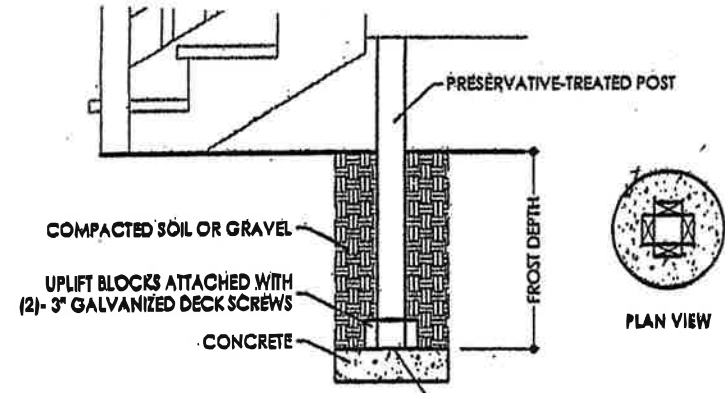 PRESERVATIVE-TREATED POST
COMPACTED SOIL OR GRAVEL
UPLIFT BLOCKS ATTACHED WITH
(2)- 3" GALVANIZED DECK SCREWS
CONCRETE
FROST DEPTH
PLAN VIEW